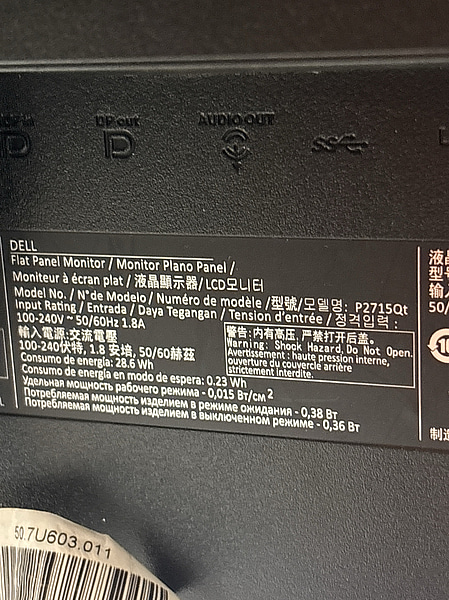 DP out
AUDIO OUT
DELL
Flat Panel Monitor / Monitor Plano Panel /
Moniteur à écran plat / 液晶顯示器/ LCD모니터
Model No. / N°de Modelo / Numéro de modèle /型號/모델명: P2715Qt
Input Rating / Entrada / Daya Tegangan / Tension d'entrée / 정격입력 :
100-240V ~ 50/60Hz 1.8A
輸入電源:交流電壓
100-240伏特, 1.8 安培, 50/60赫茲
Consumo de energía: 28.6 Wh
Consumo de energía en modo de espera: 0.23 Wh
Удельная мощность рабочего режима - 0,015 Вт/см2
Потребляемая мощность изделием в режиме ожидания - 0,38 Вт
Потребляемая мощность изделием в выключенном режиме - 0,36 Вт
警告:内有高压, 严禁打开后盖。
Warning: Shock Hazard, Do Not Open.
Avertissement : haute pression interne,
ouverture du couvercle arrière
strictement interdite.
液晶
型号
输入
50/
10
制造
50.7U603.011